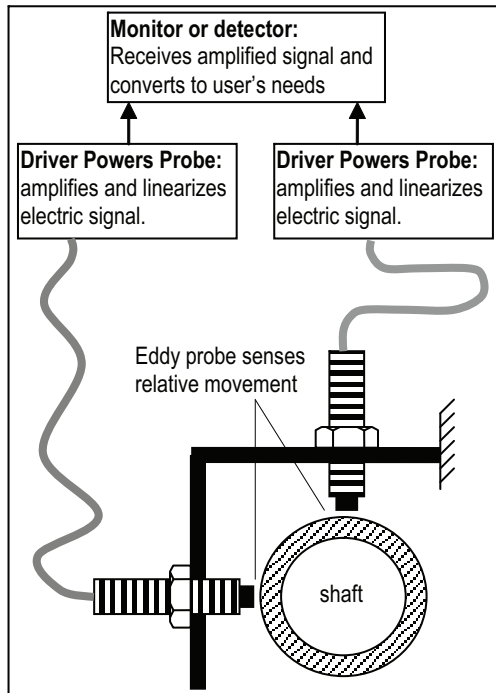 Monitor or detector:
Receives amplified signal and
converts to user’s needs
Driver Powers Probe:
amplifies and linearizes
electric signal.
Driver Powers Probe:
amplifies and linearizes
electric signal.
Eddy probe senses
relative movement
shaft